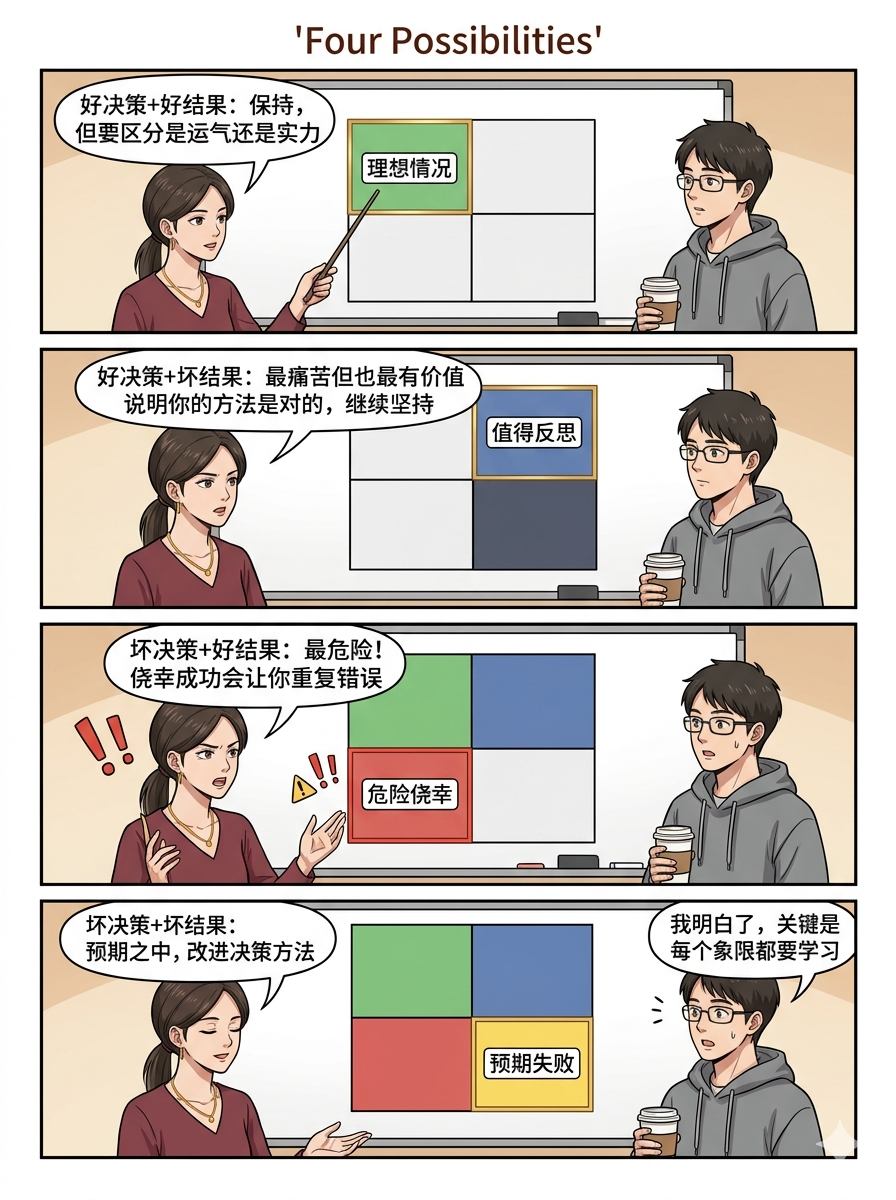 'Four Possibilities'
好决策+好结果：保持，
但要区分是运气还是实力
理想情况
好决策+坏结果：最痛苦但也最有价值
说明你的方法是对的，继续坚持
值得反思
坏决策+好结果：最危险！
侥幸成功会让你重复错误
危险侥幸
坏决策+坏结果：
预期之中，改进决策方法
我明白了，关键是
每个象限都要学习
预期失败